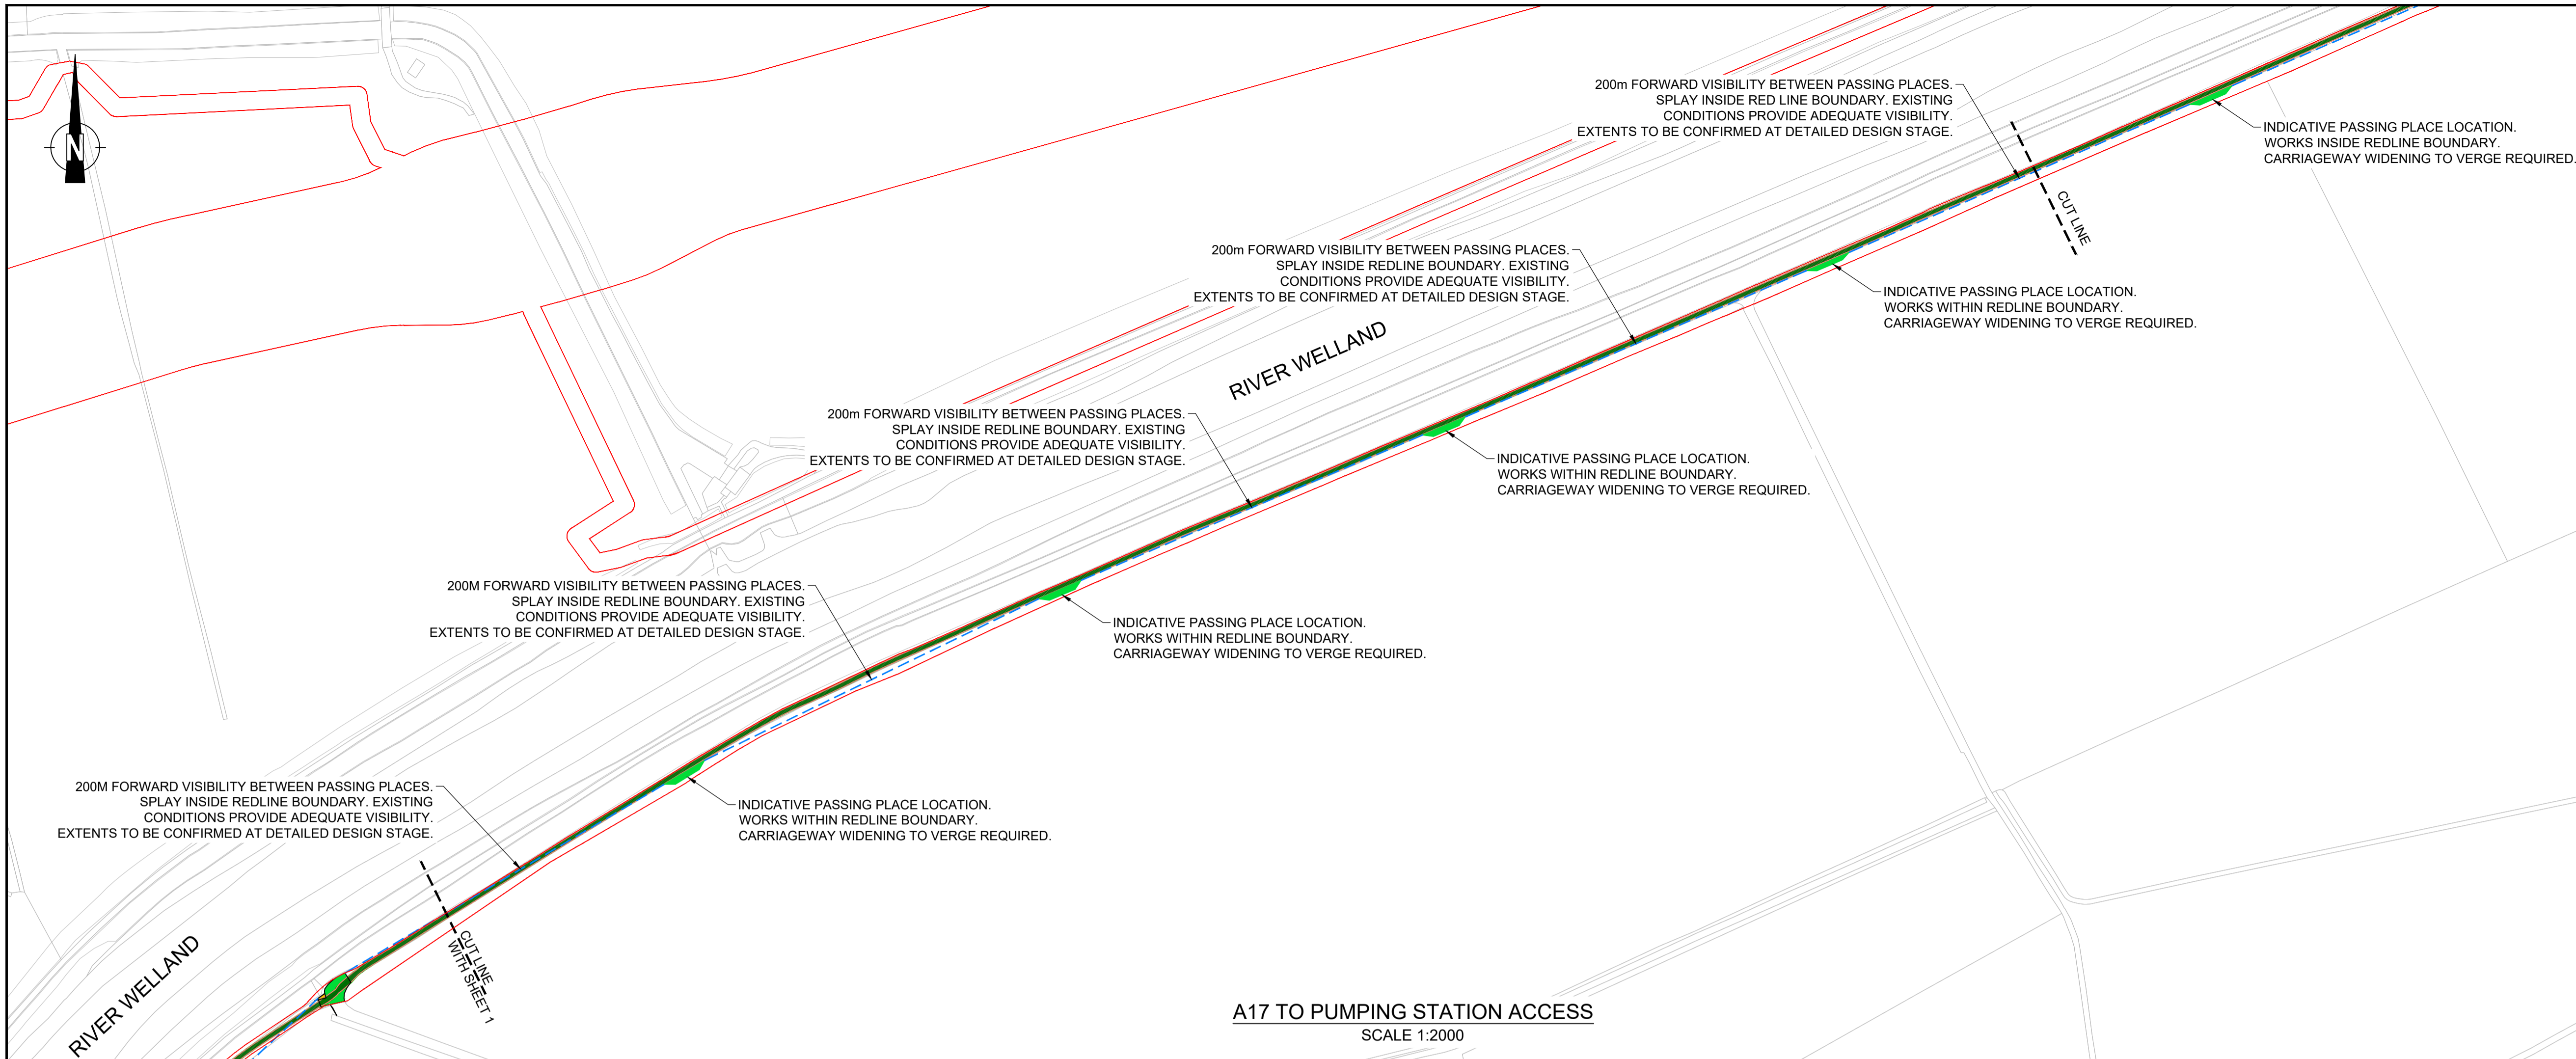 N
200m FORWARD VISIBILITY BETWEEN PASSING PLACES.
SPLAY INSIDE RED LINE BOUNDARY. EXISTING
CONDITIONS PROVIDE ADEQUATE VISIBILITY.
EXTENTS TO BE CONFIRMED AT DETAILED DESIGN STAGE.
INDICATIVE PASSING PLACE LOCATION.
WORKS INSIDE REDLINE BOUNDARY.
CARRIAGEWAY WIDENING TO VERGE REQUIRED.
CUT LINE
200m FORWARD VISIBILITY BETWEEN PASSING PLACES.
SPLAY INSIDE REDLINE BOUNDARY. EXISTING
CONDITIONS PROVIDE ADEQUATE VISIBILITY.
EXTENTS TO BE CONFIRMED AT DETAILED DESIGN STAGE.
INDICATIVE PASSING PLACE LOCATION.
WORKS WITHIN REDLINE BOUNDARY.
CARRIAGEWAY WIDENING TO VERGE REQUIRED.
RIVER WELLAND
200m FORWARD VISIBILITY BETWEEN PASSING PLACES.
SPLAY INSIDE REDLINE BOUNDARY. EXISTING
CONDITIONS PROVIDE ADEQUATE VISIBILITY.
EXTENTS TO BE CONFIRMED AT DETAILED DESIGN STAGE.
INDICATIVE PASSING PLACE LOCATION.
WORKS WITHIN REDLINE BOUNDARY.
CARRIAGEWAY WIDENING TO VERGE REQUIRED.
200M FORWARD VISIBILITY BETWEEN PASSING PLACES.
SPLAY INSIDE REDLINE BOUNDARY. EXISTING
CONDITIONS PROVIDE ADEQUATE VISIBILITY.
EXTENTS TO BE CONFIRMED AT DETAILED DESIGN STAGE.
INDICATIVE PASSING PLACE LOCATION.
WORKS WITHIN REDLINE BOUNDARY.
CARRIAGEWAY WIDENING TO VERGE REQUIRED.
200M FORWARD VISIBILITY BETWEEN PASSING PLACES.
SPLAY INSIDE REDLINE BOUNDARY. EXISTING
CONDITIONS PROVIDE ADEQUATE VISIBILITY.
EXTENTS TO BE CONFIRMED AT DETAILED DESIGN STAGE.
INDICATIVE PASSING PLACE LOCATION.
WORKS WITHIN REDLINE BOUNDARY.
CARRIAGEWAY WIDENING TO VERGE REQUIRED.
CUT LINE
WITH SHEET 1
RIVER WELLAND
A17 TO PUMPING STATION ACCESS
SCALE 1:2000